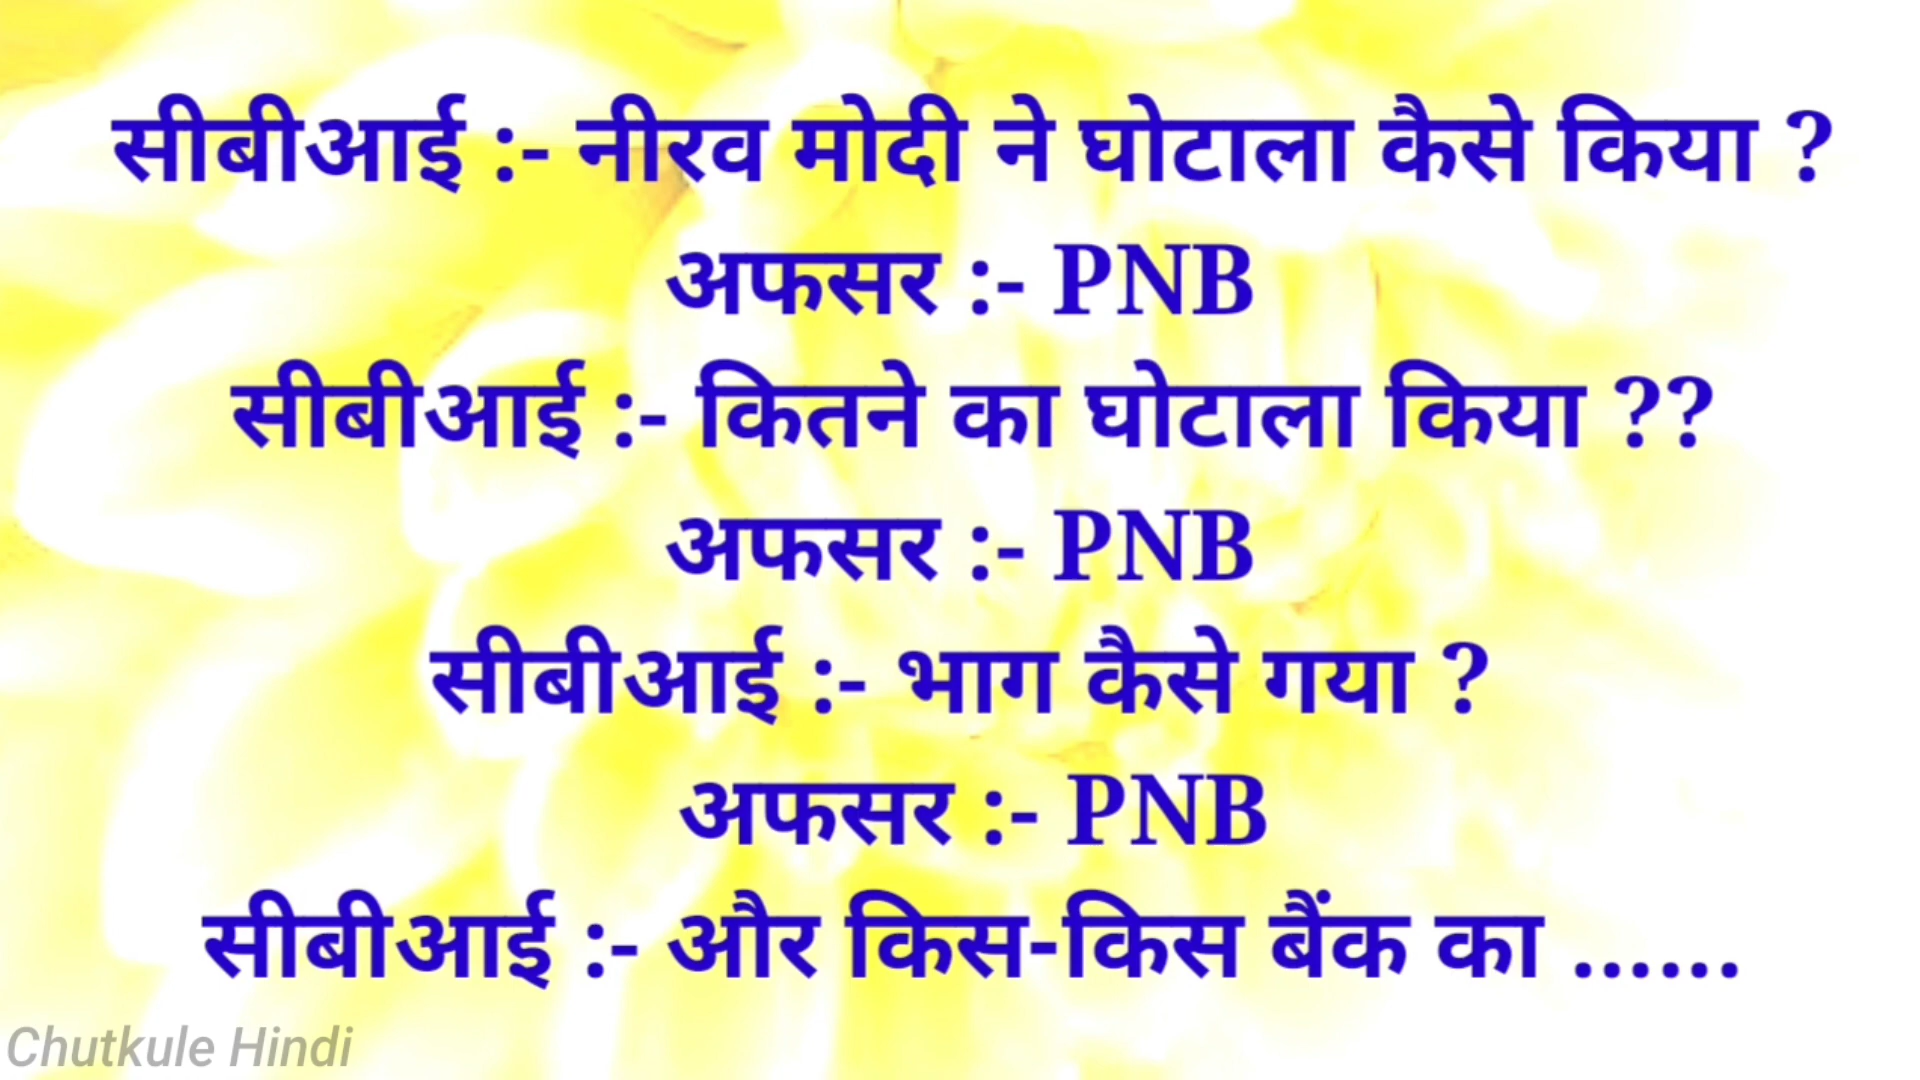 सीबीआई :- नीरव मोदी ने घोटाला कैसे किया ?
अफसर :- PNB
सीबीआई :- कितने का घोटाला किया ??
अफसर :- PNB
सीबीआई :- भाग कैसे गया ?
अफसर :- PNB
सीबीआई :- और किस-किस बैंक का ......
Chutkule Hindi